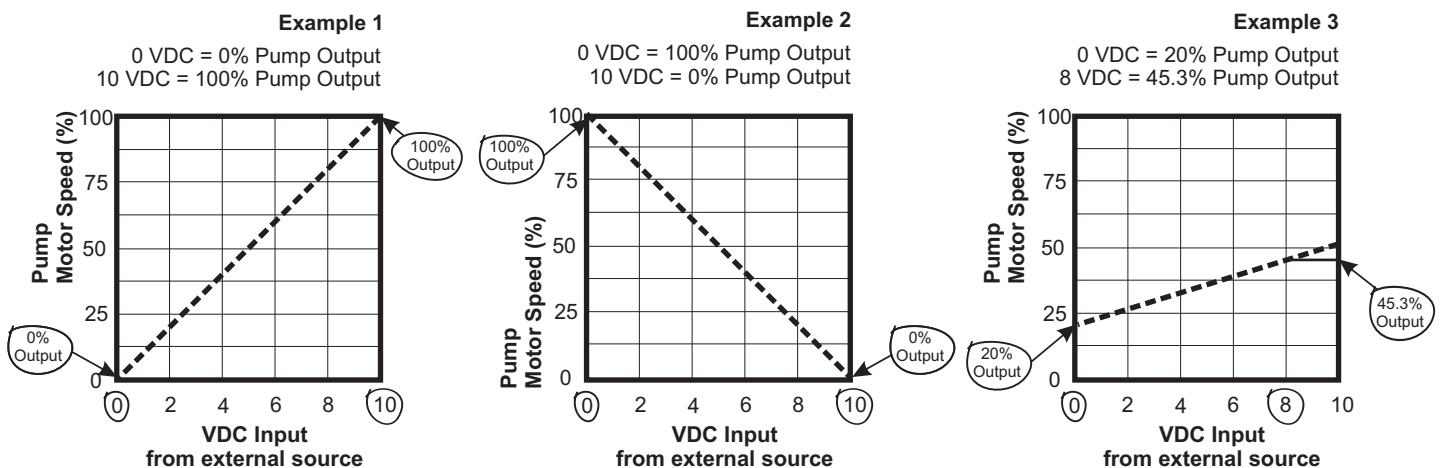 Example 1
0 VDC = 0% Pump Output
10 VDC = 100% Pump Output
Pump
Motor Speed (%)
100
75
50
25
0
100%
Output
0%
Output
0 2 4 6 8 10
VDC Input
from external source
Example 2
0 VDC = 100% Pump Output
10 VDC = 0% Pump Output
Pump
Motor Speed (%)
100
75
50
25
0
100%
Output
0%
Output
0 2 4 6 8 10
VDC Input
from external source
Example 3
0 VDC = 20% Pump Output
8 VDC = 45.3% Pump Output
Pump
Motor Speed (%)
100
75
50
25
0
45.3%
Output
20%
Output
0 2 4 6 8 10
VDC Input
from external source